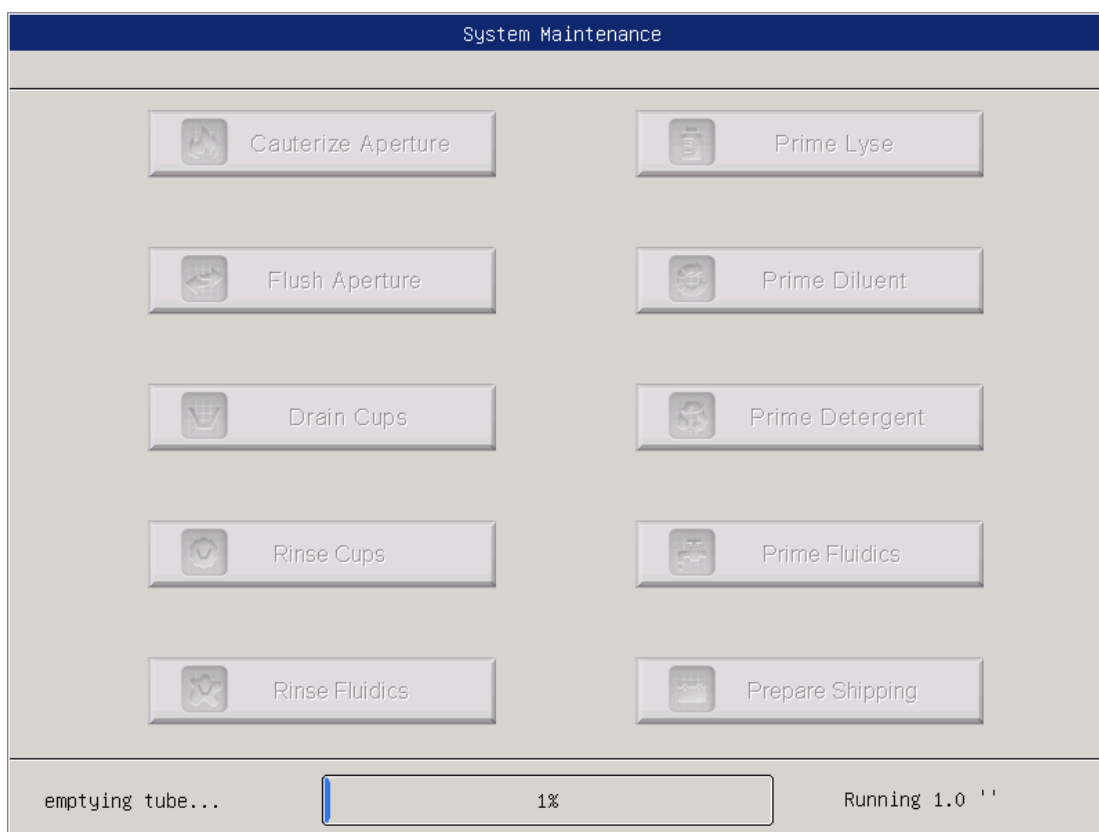 System Maintenance
Cauterize Aperture
Prime Lyse
Flush Aperture
Prime Diluent
Drain Cups
Prime Detergent
Rinse Cups
Prime Fluidics
Rinse Fluidics
Prepare Shipping
emptying tube...
1%
Running 1.0 ''